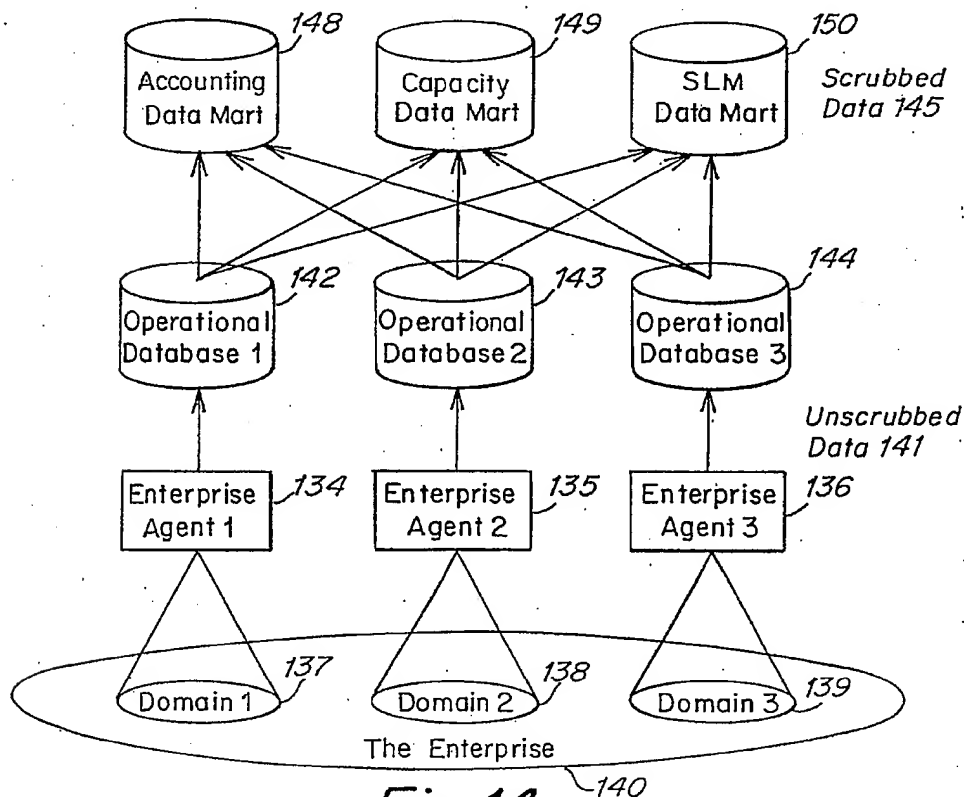 148
149
150
Accounting
Data Mart
Capacity
Data Mart
SLM
Data Mart
Scrubbed
Data 145
142
143
144
Operational
Database 1
Operational
Database 2
Operational
Database 3
Unscrubbed
Data 141
134
135
136
Enterprise
Agent 1
Enterprise
Agent 2
Enterprise
Agent 3
137
138
139
Domain 1
Domain 2
Domain 3
The Enterprise
140